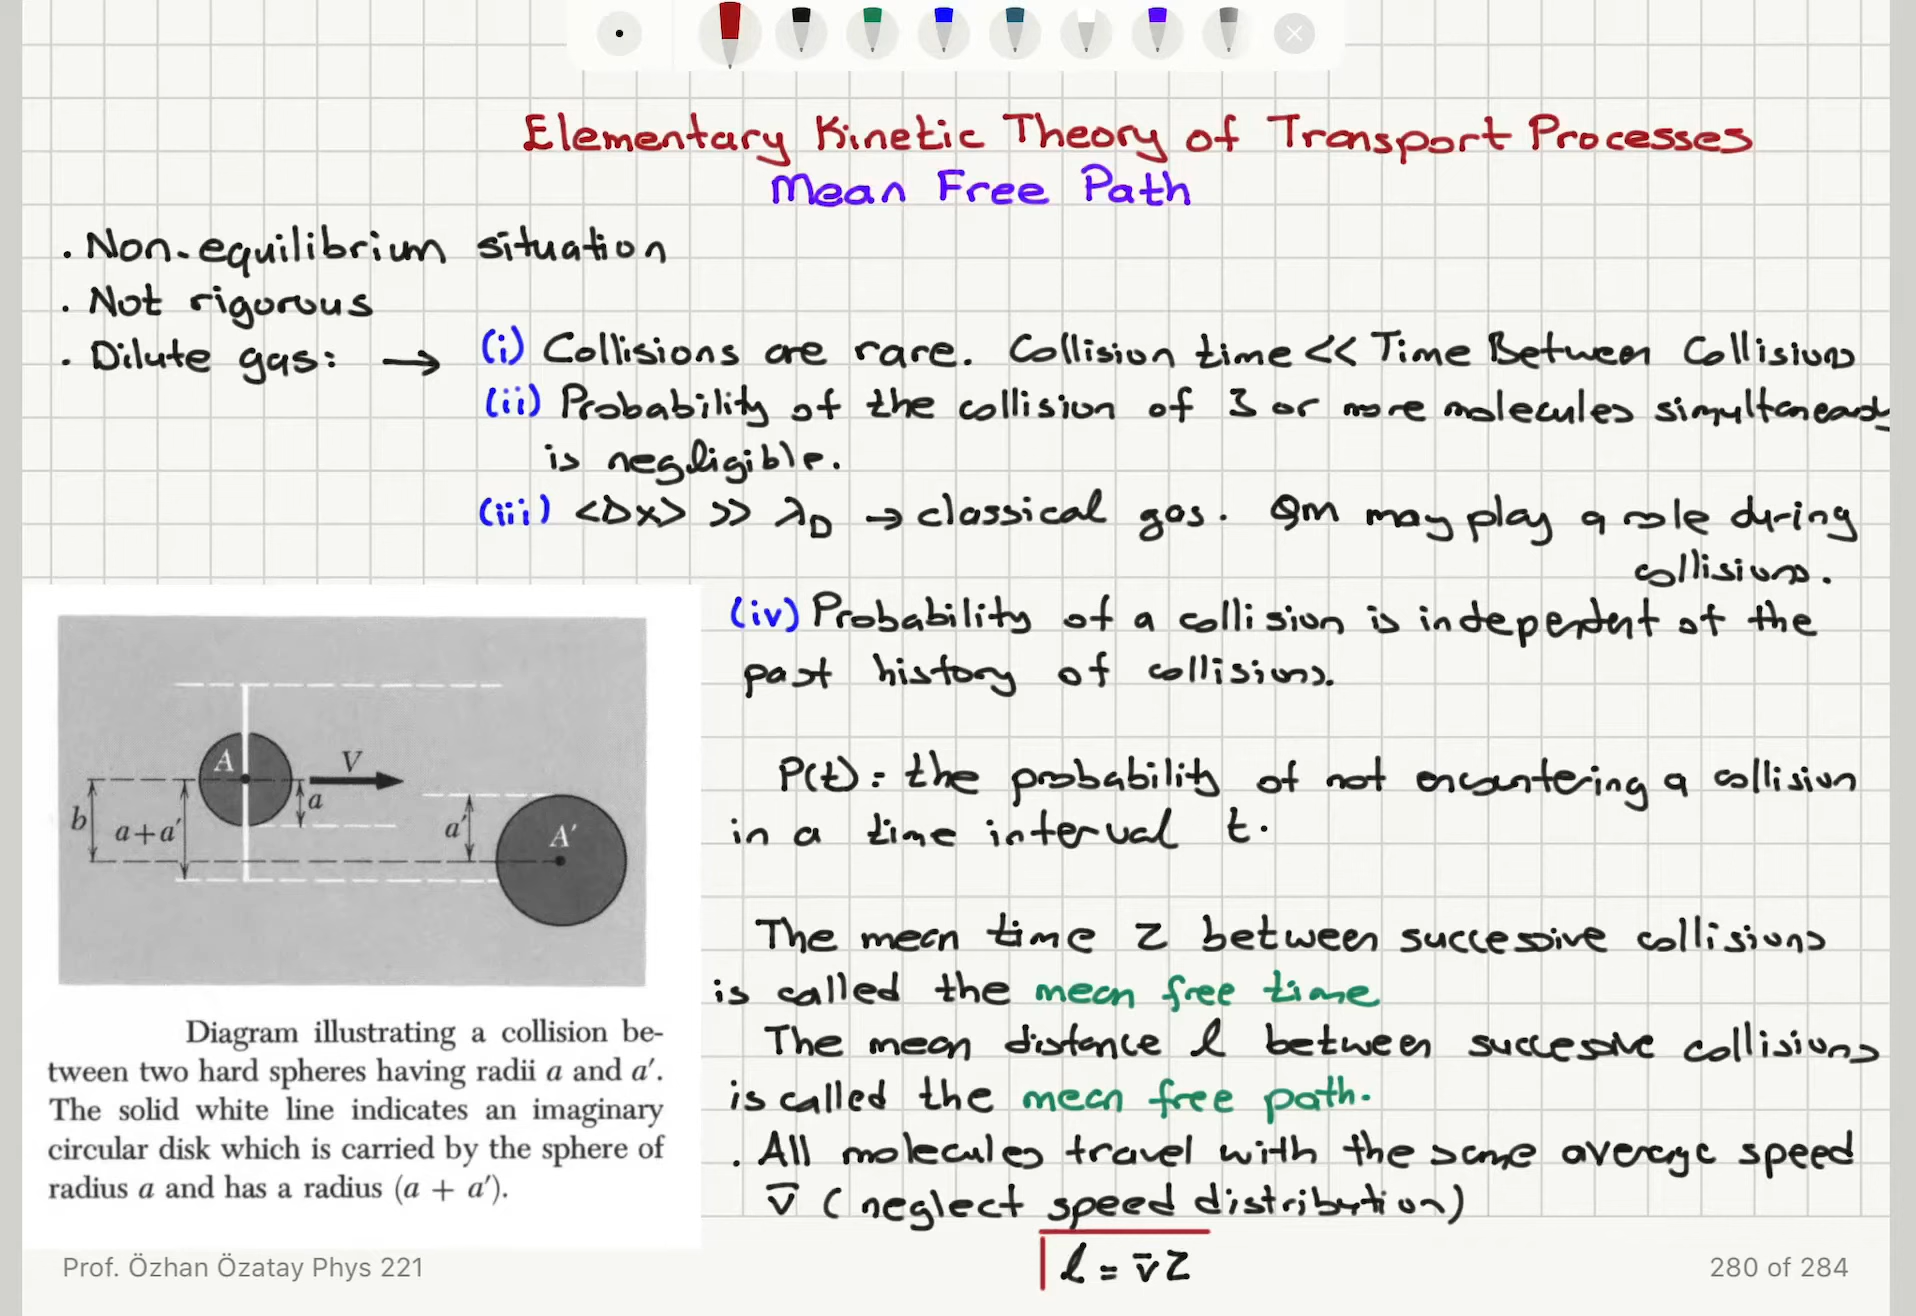 Elementary Kinetic Theory of Transport Processes
Mean Free Path
. Non-equilibrium situation
. Not rigorous
. Dilute gas: → (i) Collisions are rare. Collision time << Time Between Collisions
(ii) Probability of the collision of 3 or more molecules simultaneously
is negligible.
(iii) <Δx> >> λD → classical gas. QM may play a role during
collisions.
(iv) Probability of a collision is independent of the
past history of collisions.
A
V
a
b
a+a'
a'
A'
P(t): the probability of not encountering a collision
in a time interval t.
The mean time τ between successive collisions
is called the mean free time
The mean distance l between successive collisions
is called the mean free path.
. All molecules travel with the same average speed
v̄ (neglect speed distribution)
l = v̄τ
Diagram illustrating a collision be-
tween two hard spheres having radii a and a′.
The solid white line indicates an imaginary
circular disk which is carried by the sphere of
radius a and has a radius (a + a′).
Prof. Özhan Özatay Phys 221
280 of 284